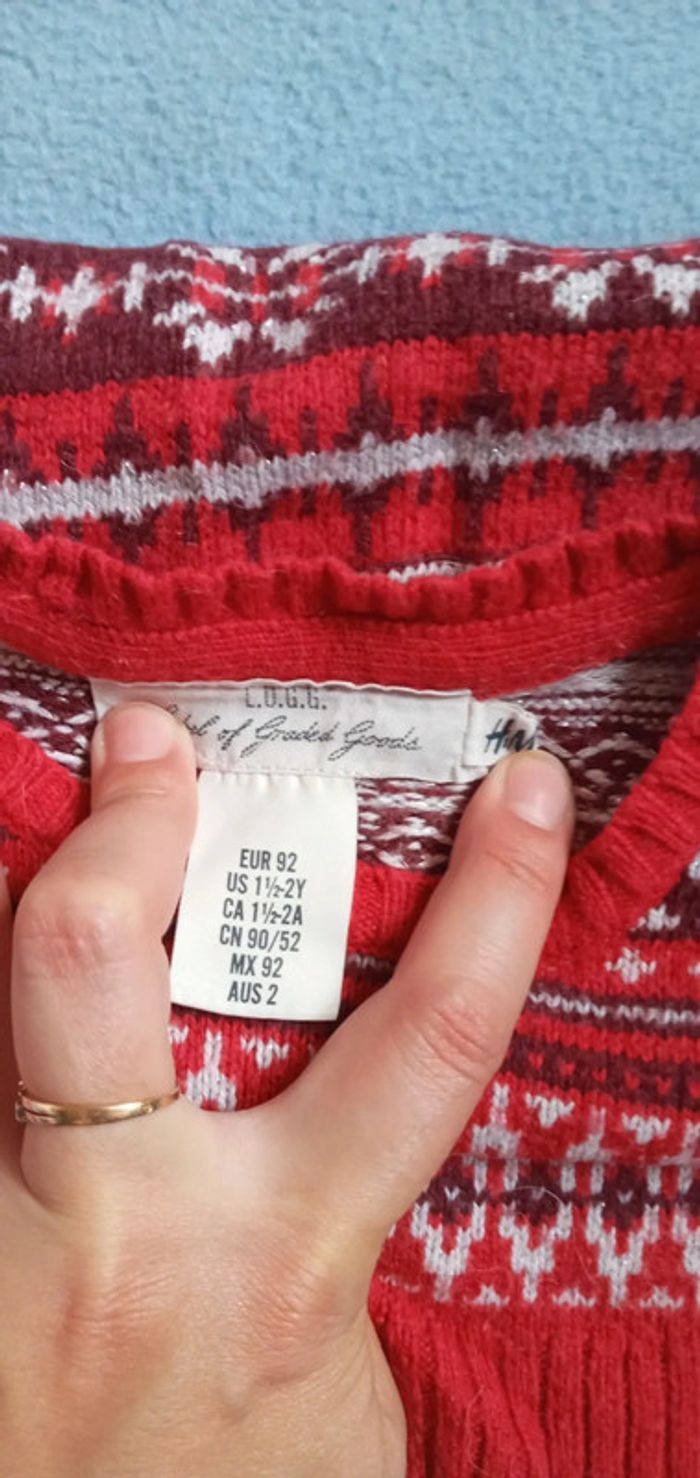 L.O.G.G.
Label of Graded Goods
EUR 92
US 1½-2Y
CA 1½-2A
CN 90/52
MX 92
AUS 2